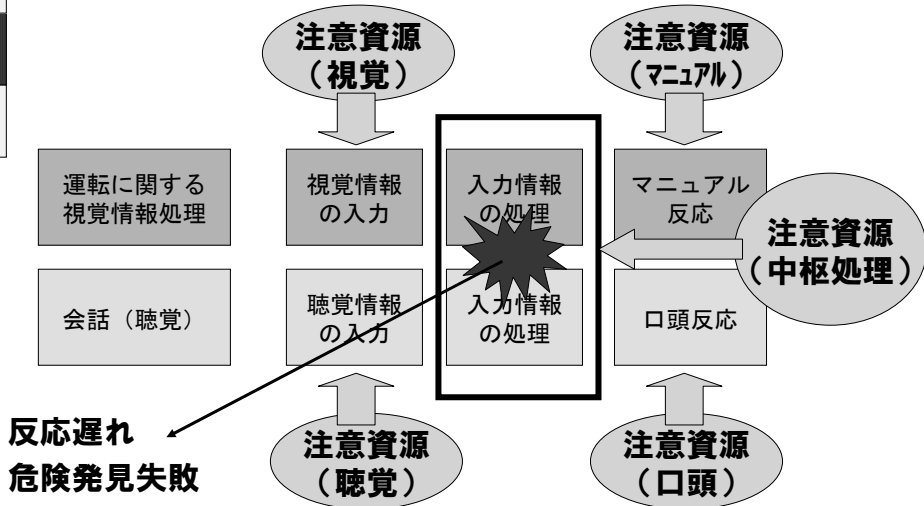 注意資源
（視覚）
注意資源
（マニュアル）
運転に関する
視覚情報処理
視覚情報
の入力
入力情報
の処理
マニュアル
反応
注意資源
（中枢処理）
会話（聴覚）
聴覚情報
の入力
入力情報
の処理
口頭反応
反応遅れ
危険発見失敗
注意資源
（聴覚）
注意資源
（口頭）